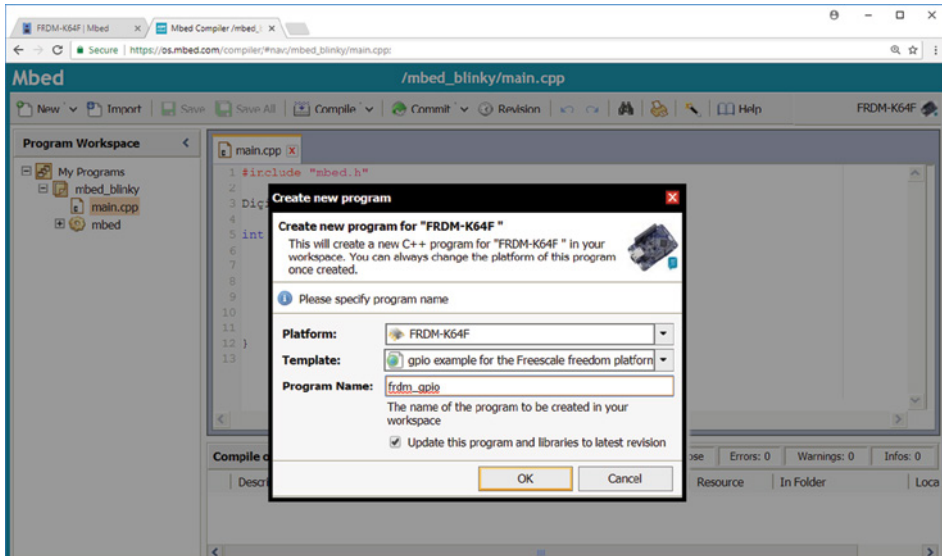 FRDM-K64F | Mbed
Mbed Compiler /mbed_
Secure | https://os.mbed.com/compiler/#nav:/mbed_blinky/main.cpp;
Mbed
/mbed_blinky/main.cpp
New Import Save Save All Compile Commit Revision Help FRDM-K64F
Program Workspace
main.cpp
My Programs
mbed_blinky
main.cpp
mbed
1 #include "mbed.h"
2
3 Digi
4
5 int
6
7
8
9
10
11
12 }
13
Create new program
Create new program for "FRDM-K64F "
This will create a new C++ program for "FRDM-K64F " in your
workspace. You can always change the platform of this program
once created.
Please specify program name
Platform: FRDM-K64F
Template: gpio example for the Freescale freedom platform
Program Name: frdm_gpio
The name of the program to be created in your
workspace
Update this program and libraries to latest revision
OK Cancel
Compile o
Errors: 0 Warnings: 0 Infos: 0
Descri Resource In Folder Loca